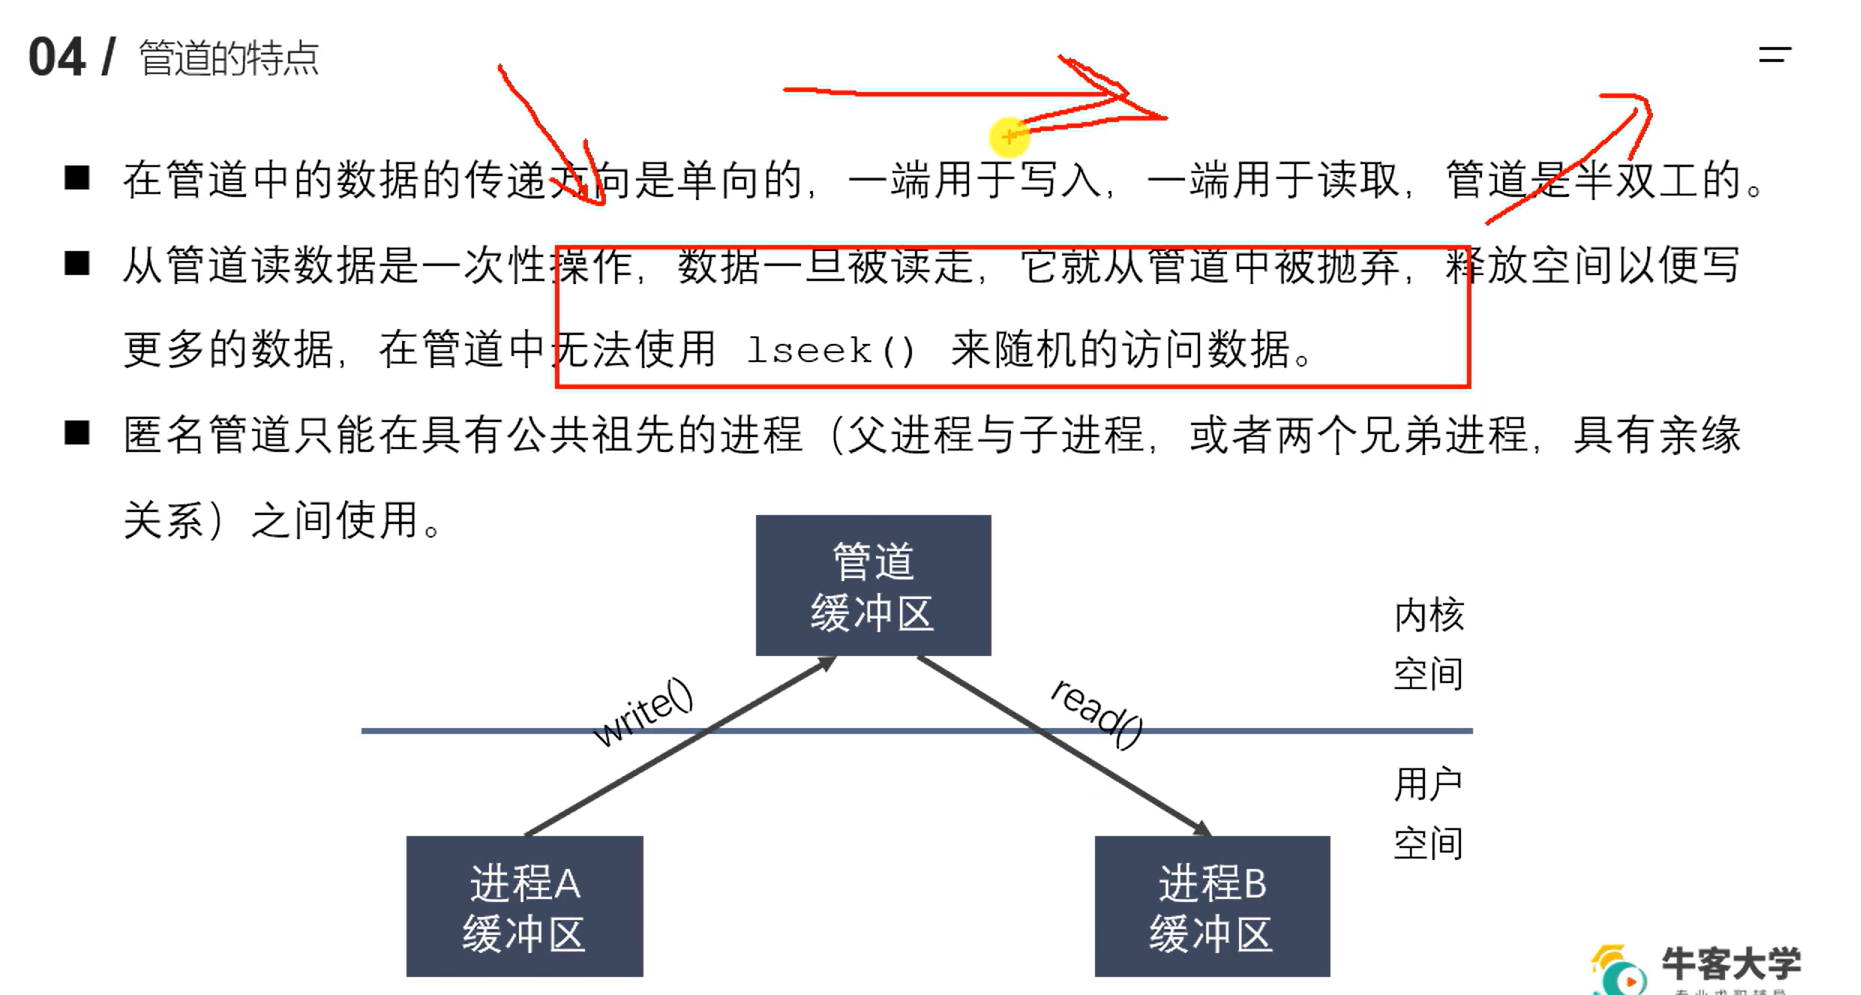 04 / 管道的特点
在管道中的数据的传递方向是单向的，一端用于写入，一端用于读取，管道是半双工的。
从管道读数据是一次性操作，数据一旦被读走，它就从管道中被抛弃，释放空间以便写
更多的数据，在管道中无法使用 lseek() 来随机的访问数据。
匿名管道只能在具有公共祖先的进程（父进程与子进程，或者两个兄弟进程，具有亲缘
关系）之间使用。
管道
缓冲区
内核
空间
write()
read()
用户
空间
进程A
缓冲区
进程B
缓冲区
牛客大学